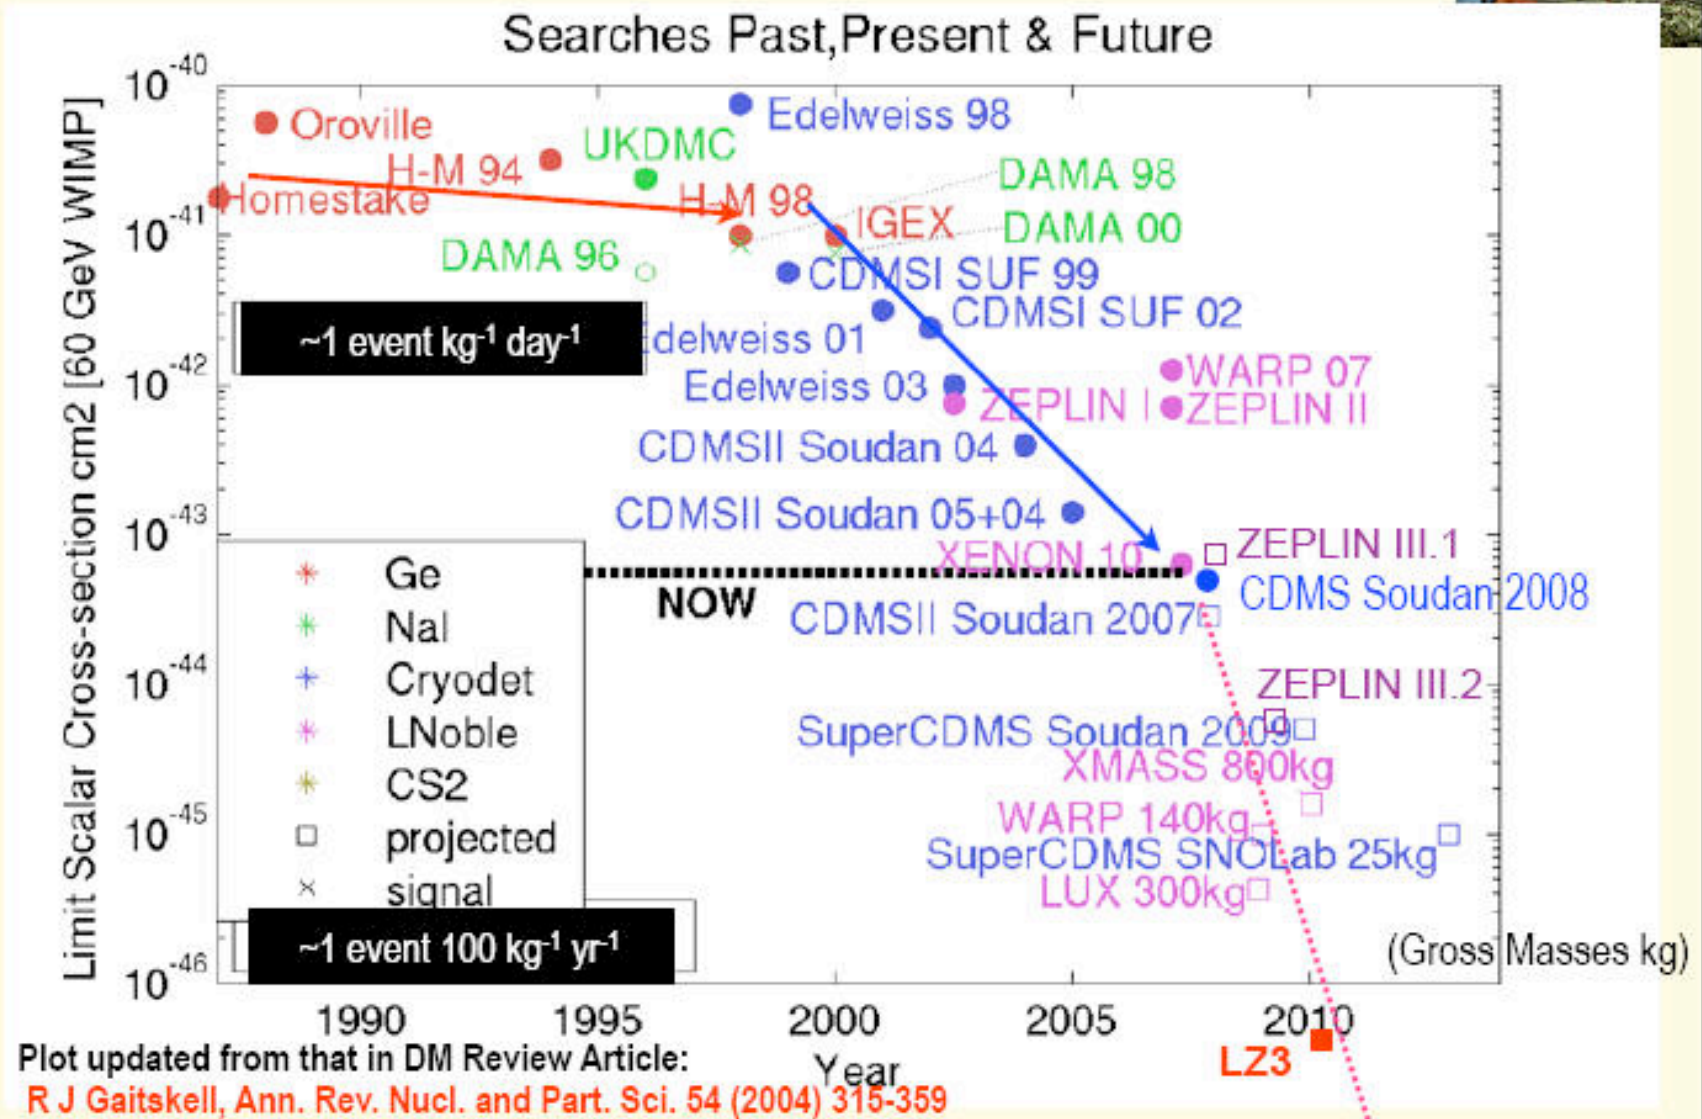 Searches Past,Present & Future
Limit Scalar Cross-section cm2 [60 GeV WIMP]
10-40
10-41
10-42
10-43
10-44
10-45
10-46
Oroville
Edelweiss 98
UKDMC
H-M 94
DAMA 98
Homestake
H-M 98
IGEX
DAMA 00
DAMA 96
CDMSI SUF 99
CDMSI SUF 02
~1 event kg-1 day-1
delweiss 01
WARP 07
Edelweiss 03
ZEPLIN I
ZEPLIN II
CDMSII Soudan 04
CDMSII Soudan 05+04
XENON 10
ZEPLIN III.1
NOW
CDMS Soudan 2008
CDMSII Soudan 2007
ZEPLIN III.2
SuperCDMS Soudan 2009
XMASS 800kg
WARP 140kg
SuperCDMS SNOLab 25kg
LUX 300kg
Ge
NaI
Cryodet
LNoble
CS2
projected
signal
~1 event 100 kg-1 yr-1
(Gross Masses kg)
1990 1995 2000 2005 2010
Year
LZ3
Plot updated from that in DM Review Article:
R J Gaitskell, Ann. Rev. Nucl. and Part. Sci. 54 (2004) 315-359